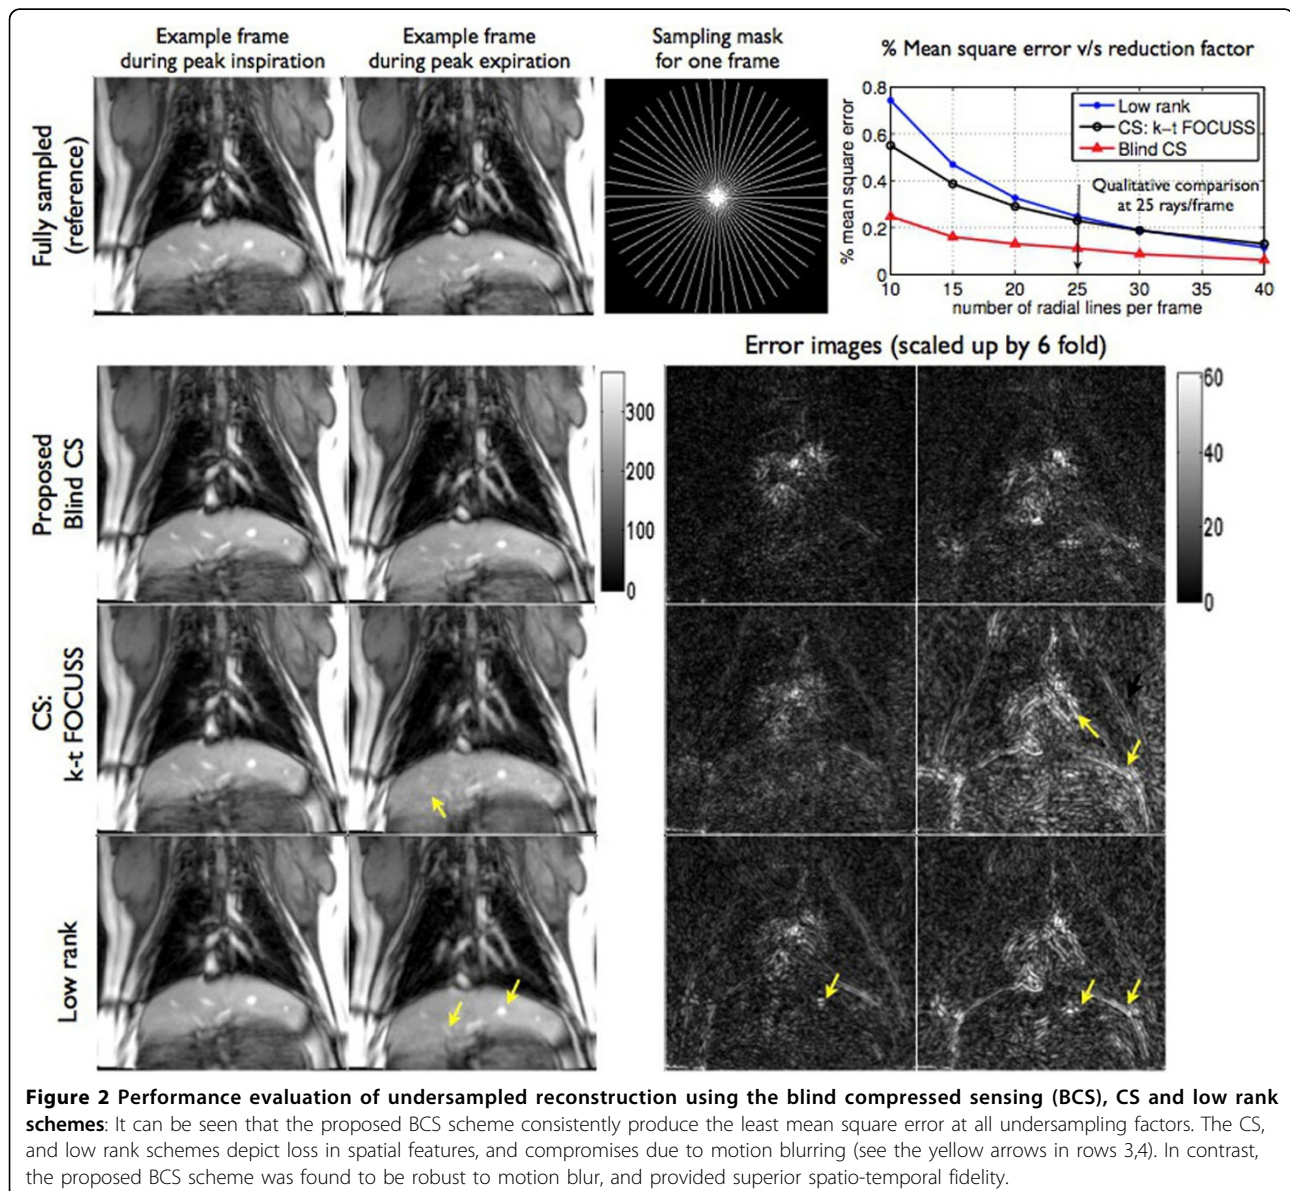 Example frame
during peak inspiration
Example frame
during peak expiration
Sampling mask
for one frame
% Mean square error v/s reduction factor
Fully sampled
(reference)
% mean square error
0.8
0.6
0.4
0.2
0
Low rank
CS: k-t FOCUSS
Blind CS
Qualitative comparison
at 25 rays/frame
10 15 20 25 30 35 40
number of radial lines per frame
Error images (scaled up by 6 fold)
Proposed
Blind CS
300
200
100
0
60
40
20
0
CS:
k-t FOCUSS
Low rank
Figure 2 Performance evaluation of undersampled reconstruction using the blind compressed sensing (BCS), CS and low rank
schemes: It can be seen that the proposed BCS scheme consistently produce the least mean square error at all undersampling factors. The CS,
and low rank schemes depict loss in spatial features, and compromises due to motion blurring (see the yellow arrows in rows 3,4). In contrast,
the proposed BCS scheme was found to be robust to motion blur, and provided superior spatio-temporal fidelity.